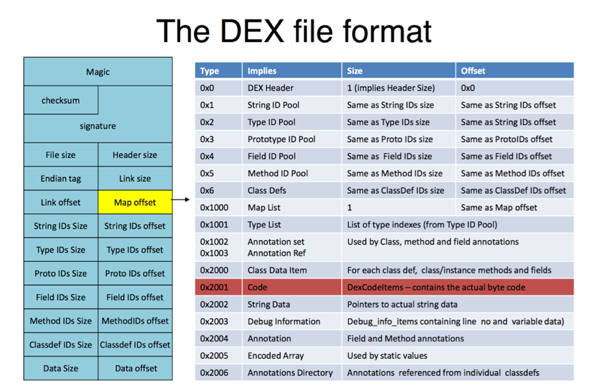 The DEX file format
Magic
checksum
signature
File size Header size
Endian tag Link size
Link offset Map offset
String IDs Size String IDs offset
Type IDs Size Type IDs offset
Proto IDs Size Proto IDs offset
Field IDs Size Field IDs offset
Method IDs Size MethodIDs offset
Classdef IDs Size Classdef IDs offset
Data Size Data offset
Type Implies Size Offset
0x0 DEX Header 1 (implies Header Size) 0x0
0x1 String ID Pool Same as String IDs size Same as String IDs offset
0x2 Type ID Pool Same as Type IDs size Same as Type IDs offset
0x3 Prototype ID Pool Same as Proto IDs size Same as ProtoIDs offset
0x4 Field ID Pool Same as Field IDs size Same as Field IDs offset
0x5 Method ID Pool Same as Method IDs size Same as Method IDs offset
0x6 Class Defs Same as ClassDef IDs size Same as ClassDef IDs offset
0x1000 Map List 1 Same as Map offset
0x1001 Type List List of type indexes (from Type ID Pool)
0x1002 Annotation set Used by Class, method and field annotations
0x1003 Annotation Ref
0x2000 Class Data Item For each class def, class/instance methods and fields
0x2001 Code DexCodeItems – contains the actual byte code
0x2002 String Data Pointers to actual string data
0x2003 Debug Information Debug_info_items containing line no and variable data)
0x2004 Annotation Field and Method annotations
0x2005 Encoded Array Used by static values
0x2006 Annotations Directory Annotations referenced from individual classdefs